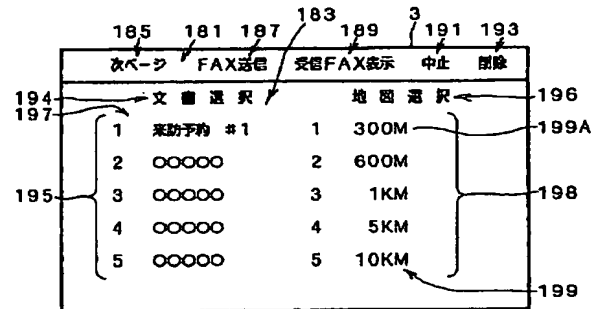 185 181 187 183 189 3 191 193
次ページ FAX送信 受信FAX表示 中止 削除
194 文書選択 地図選択 196
197
1 来訪予約 #1 1 300M 199A
2 ○○○○○ 2 600M
195 3 ○○○○○ 3 1KM 198
4 ○○○○○ 4 5KM
5 ○○○○○ 5 10KM
199